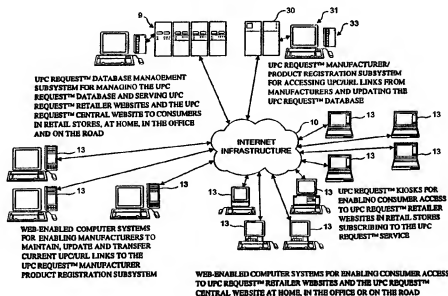 9
30
31
33
UPC REQUEST™ DATABASE MANAGEMENT
SUBSYSTEM FOR MANAGING THE UPC
REQUEST™ DATABASE AND SERVING UPC
REQUEST™ RETAILER WEBSITES AND THE UPC
REQUEST™ CENTRAL WEBSITE TO CONSUMERS
IN RETAIL STORES, AT HOME, IN THE OFFICE
AND ON THE ROAD
UPC REQUEST™ MANUFACTURER/
PRODUCT REGISTRATION SUBSYSTEM
FOR ACCESSING UPC/URL LINKS FROM
MANUFACTURERS AND UPDATING THE
UPC REQUEST™ DATABASE
10
INTERNET
INFRASTRUCTURE
13
13
13
13
13
13
13
13
13
13
13
WEB-ENABLED COMPUTER SYSTEMS
FOR ENABLING MANUFACTURERS TO
MAINTAIN, UPDATE AND TRANSFER
CURRENT UPC/URL LINKS TO THE
UPC REQUEST™ MANUFACTURER
PRODUCT REGISTRATION SUBSYSTEM
UPC REQUEST™ KIOSKS FOR
ENABLING CONSUMER ACCESS
TO UPC REQUEST™ RETAILER
WEBSITES IN RETAIL STORES
SUBSCRIBING TO THE UPC
REQUEST™ SERVICE
WEB-ENABLED COMPUTER SYSTEMS FOR ENABLING CONSUMER ACCESS
TO UPC REQUEST™ RETAILER WEBSITES AND THE UPC REQUEST™
CENTRAL WEBSITE AT HOME, IN THE OFFICE OR ON THE ROAD